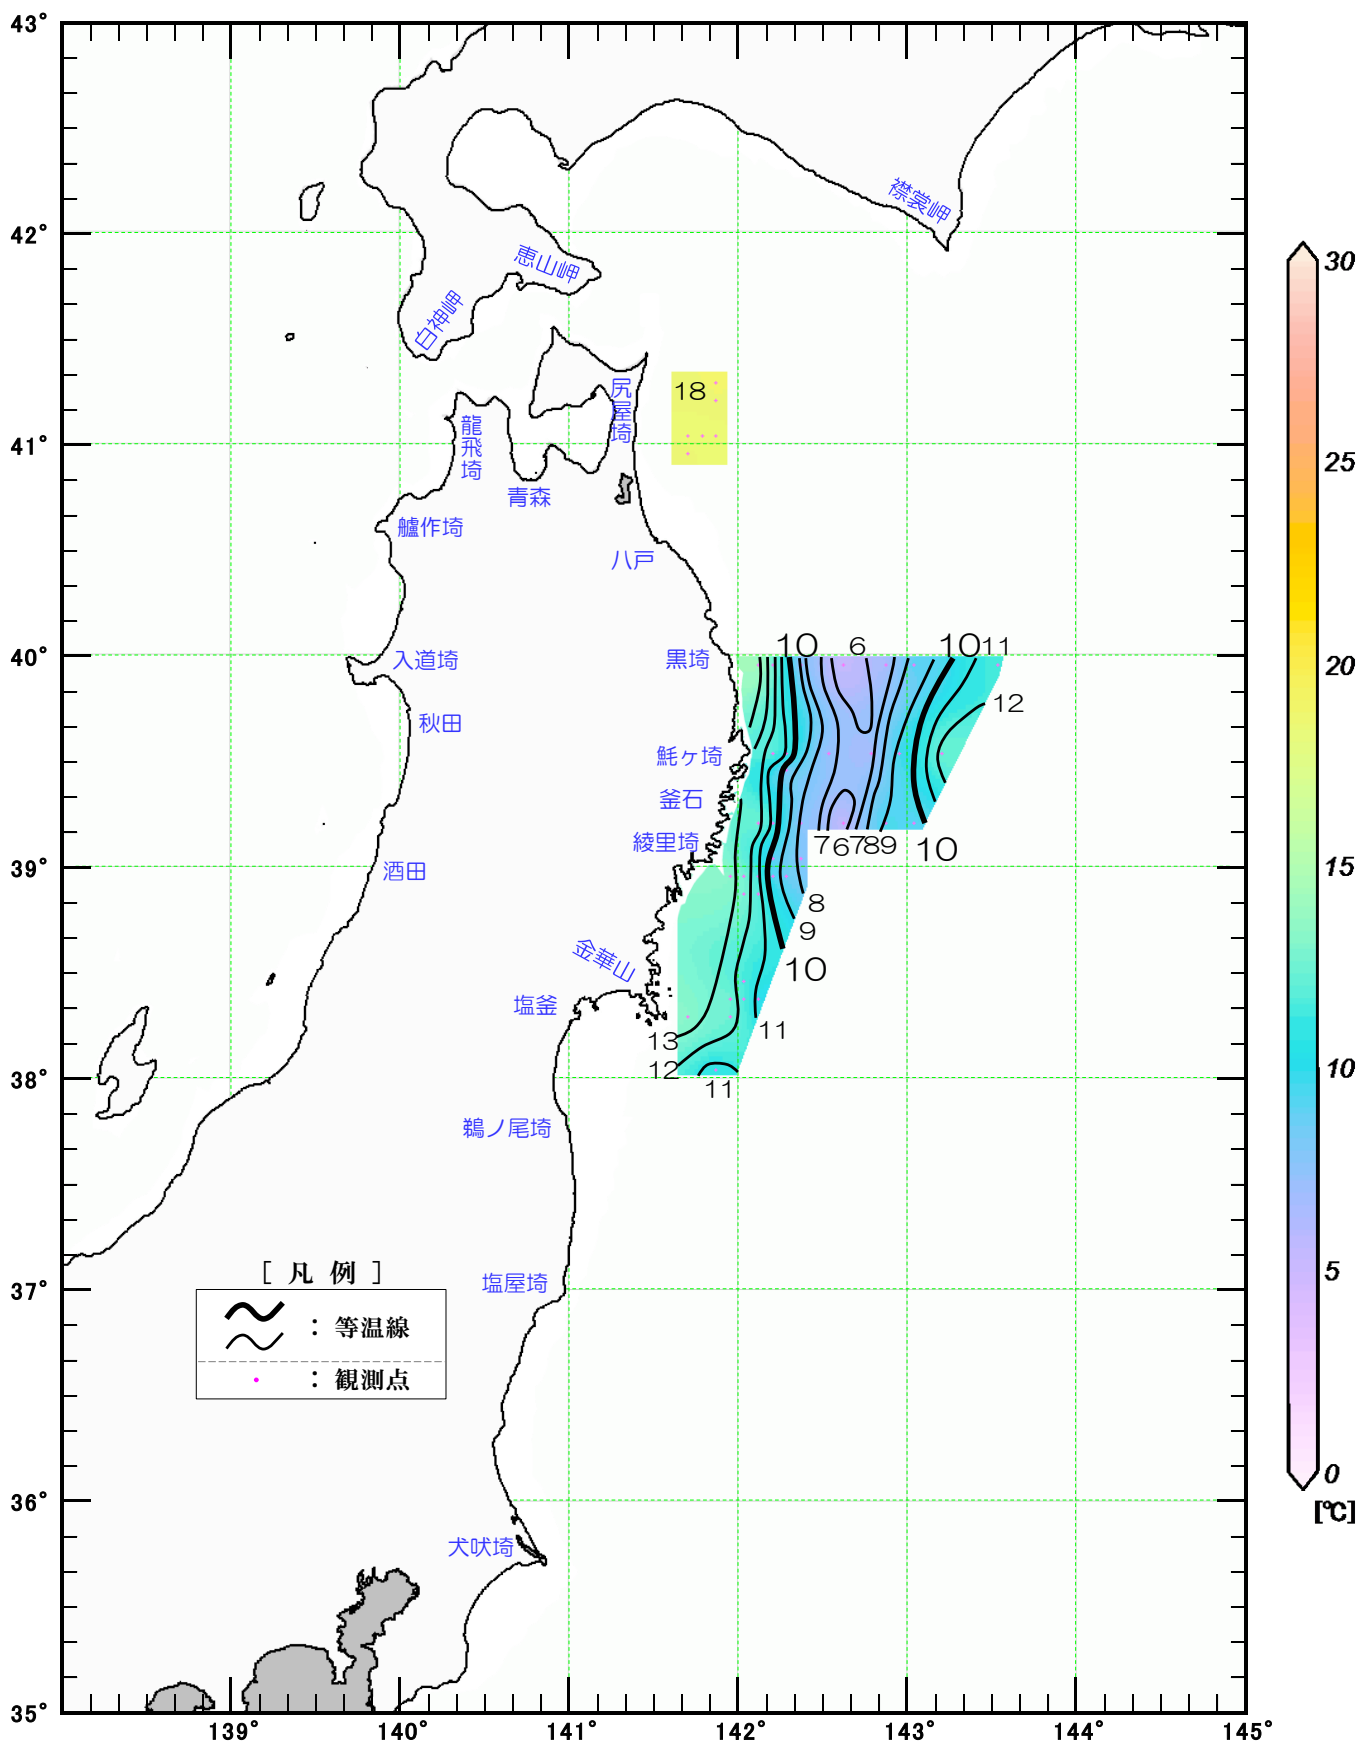 43°
襟裳岬
42°
恵山岬
白神岬
30
尻屋埼
18
龍飛埼
41°
青森
25
艫作埼
八戸
40°
入道埼
黒埼
10
6
10
11
20
12
秋田
魹ヶ埼
釜石
綾里埼
7
6
7
8
9
10
39°
酒田
15
8
9
金華山
10
塩釜
11
13
12
11
38°
10
鵜ノ尾埼
37°
塩屋埼
5
[ 凡 例 ]
: 等温線
: 観測点
0
[℃]
36°
犬吠埼
35°
139°
140°
141°
142°
143°
144°
145°